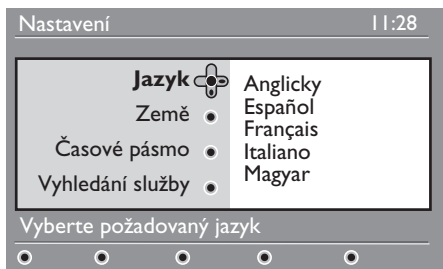 Nastavení 11:28
Jazyk
Země
Časové pásmo
Vyhledání služby
Anglicky
Español
Français
Italiano
Magyar
Vyberte požadovaný jazyk